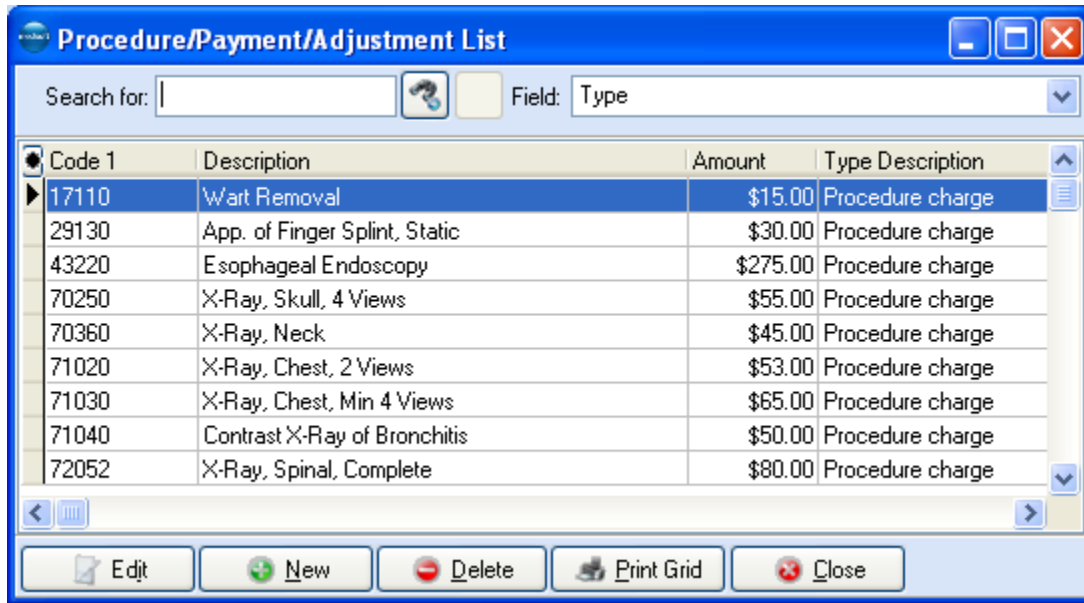 Procedure/Payment/Adjustment List
Search for: Field: Type
Code 1 Description Amount Type Description
17110 Wart Removal $15.00 Procedure charge
29130 App. of Finger Splint, Static $30.00 Procedure charge
43220 Esophageal Endoscopy $275.00 Procedure charge
70250 X-Ray, Skull, 4 Views $55.00 Procedure charge
70360 X-Ray, Neck $45.00 Procedure charge
71020 X-Ray, Chest, 2 Views $53.00 Procedure charge
71030 X-Ray, Chest, Min 4 Views $65.00 Procedure charge
71040 Contrast X-Ray of Bronchitis $50.00 Procedure charge
72052 X-Ray, Spinal, Complete $80.00 Procedure charge
Edit New Delete Print Grid Close